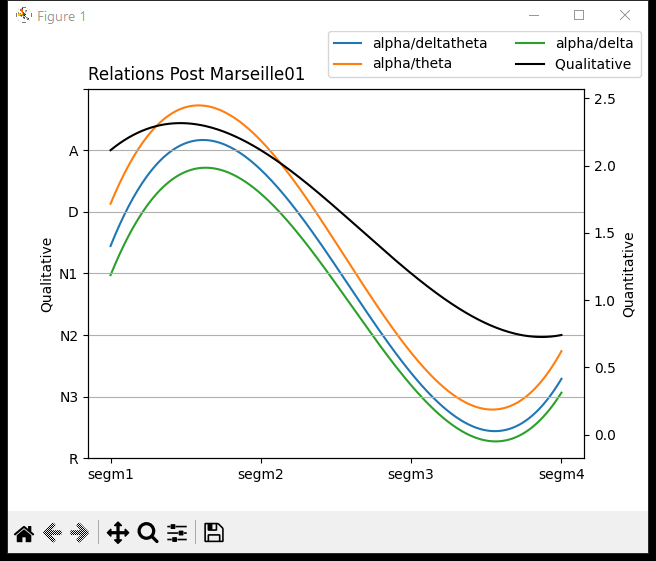 Figure 1
alpha/deltatheta
alpha/delta
alpha/theta
Qualitative
Relations Post Marseille01
A
D
N1
N2
N3
R
Qualitative
2.5
2.0
1.5
1.0
0.5
0.0
Quantitative
segm1 segm2 segm3 segm4